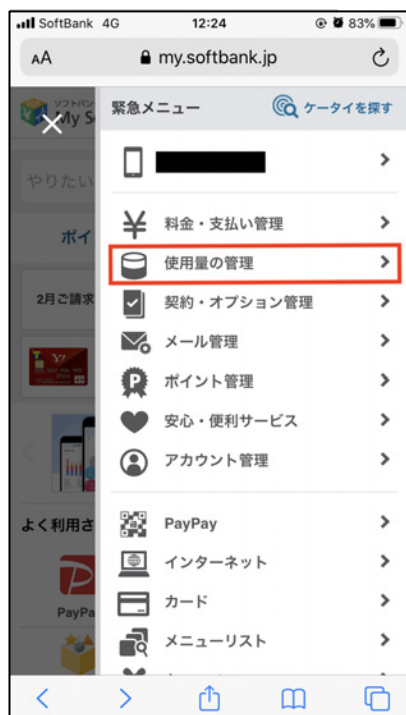 SoftBank 4G 12:24 83%
AA my.softbank.jp
緊急メニュー ケータイを探す
ソフトバン
My S
やりたい
料金・支払い管理
ポイ
使用量の管理
2月ご請求
契約・オプション管理
メール管理
ポイント管理
安心・便利サービス
アカウント管理
よく利用さ
PayPay
インターネット
カード
PayPa
メニューリスト